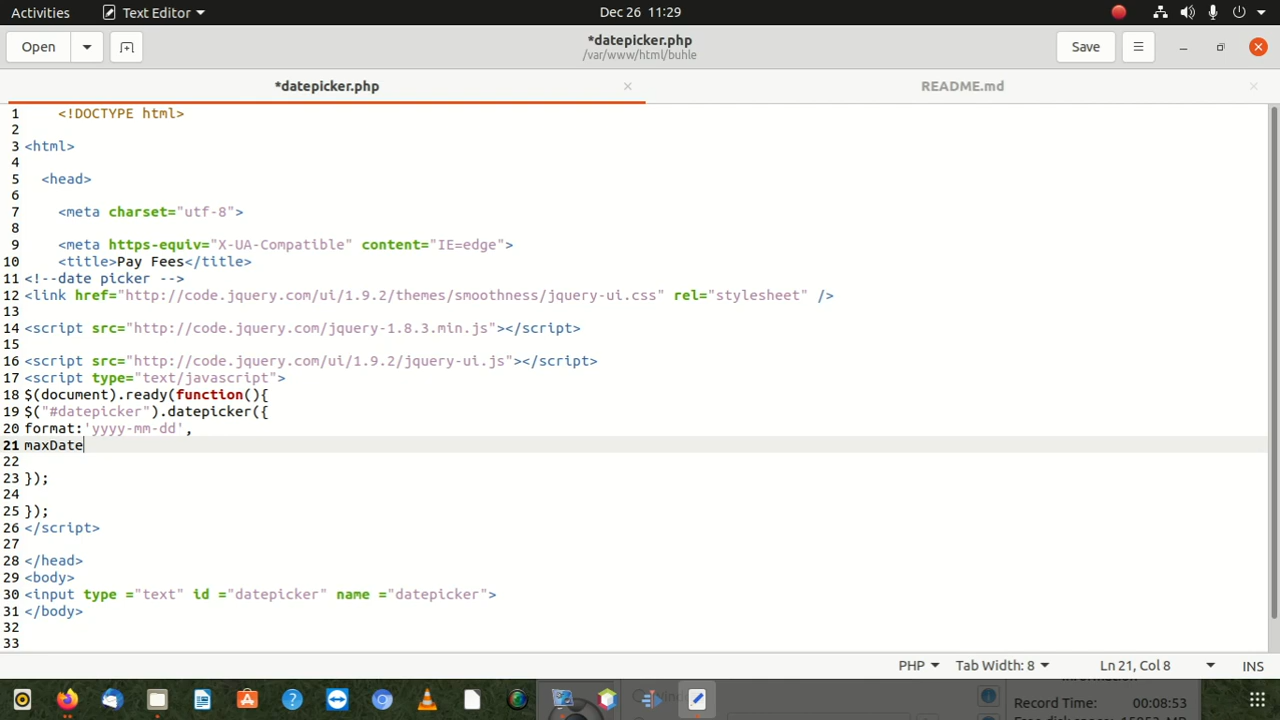 Activities Text Editor Dec 26 11:29
Open *datepicker.php Save
/var/www/html/buhle
*datepicker.php README.md
1 <!DOCTYPE html>
2
3 <html>
4
5 <head>
6
7 <meta charset="utf-8">
8
9 <meta https-equiv="X-UA-Compatible" content="IE=edge">
10 <title>Pay Fees</title>
11 <!--date picker -->
12 <link href="http://code.jquery.com/ui/1.9.2/themes/smoothness/jquery-ui.css" rel="stylesheet" />
13
14 <script src="http://code.jquery.com/jquery-1.8.3.min.js"></script>
15
16 <script src="http://code.jquery.com/ui/1.9.2/jquery-ui.js"></script>
17 <script type="text/javascript">
18 $(document).ready(function(){
19 $("#datepicker").datepicker({
20 format:'yyyy-mm-dd',
21 maxDate
22
23 });
24
25 });
26 </script>
27
28 </head>
29 <body>
30 <input type ="text" id ="datepicker" name ="datepicker">
31 </body>
32
33
PHP Tab Width: 8 Ln 21, Col 8 INS
Record Time: 00:08:53